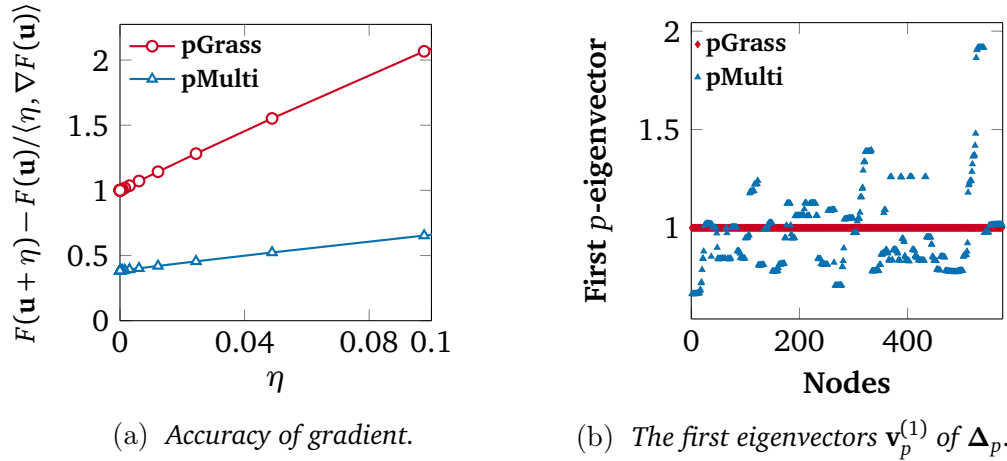 F(u + η)) − F(u)/⟨η, ∇F(u)⟩
2
1.5
1
0.5
0
pGrass
pMulti
0 0.04 0.08 0.1
η
(a) Accuracy of gradient.
First p-eigenvector
2
1.5
1
pGrass
pMulti
0 200 400
Nodes
(b) The first eigenvectors v_p^(1) of Δ_p.